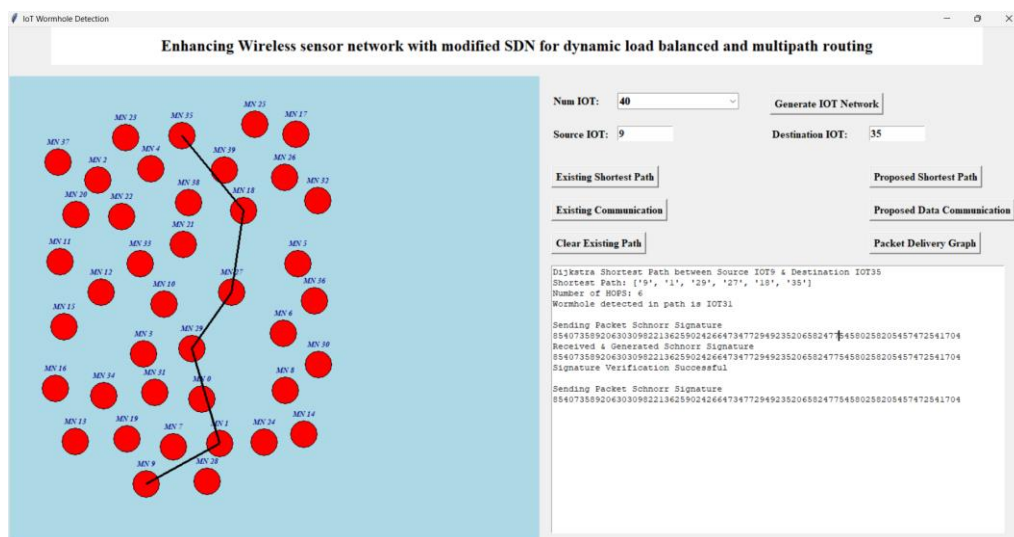 IoT Wormhole Detection
Enhancing Wireless sensor network with modified SDN for dynamic load balanced and multipath routing
MN 25
MN 35
MN 17
MN 23
MN 37
MN 4
MN 39
MN 26
MN 2
MN 38
MN 32
MN 18
MN 20
MN 22
MN 21
MN 11
MN 33
MN 5
MN 12
MN 27
MN 10
MN 36
MN 15
MN 6
MN 29
MN 3
MN 30
MN 16
MN 34
MN 31
MN 0
MN 8
MN 13
MN 19
MN 7
MN 1
MN 24
MN 14
MN 9
MN 28
Num IOT: 40 Generate IOT Network
Source IOT: 9 Destination IOT: 35
Existing Shortest Path Proposed Shortest Path
Existing Communication Proposed Data Communication
Clear Existing Path Packet Delivery Graph
Dijkstra Shortest Path between Source IOT9 & Destination IOT35
Shortest Path: ['9', '1', '29', '27', '18', '35']
Number of HOPS: 6
Wormhole detected in path is IOT31
Sending Packet Schnorr Signature
Received & Generated Schnorr Signature
Signature Verification Successful
Sending Packet Schnorr Signature